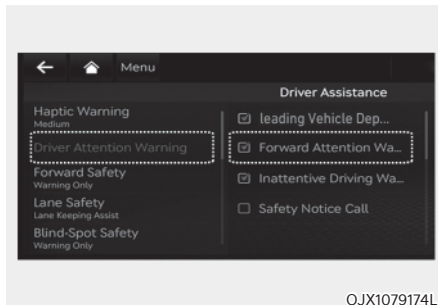 Menu
Driver Assistance
Haptic Warning
Medium
Driver Attention Warning
Forward Safety
Warning Only
Lane Safety
Lane Keeping Assist
Blind-Spot Safety
Warning Only
leading Vehicle Dep...
Forward Attention Wa...
Inattentive Driving Wa...
Safety Notice Call
OJX1079174L